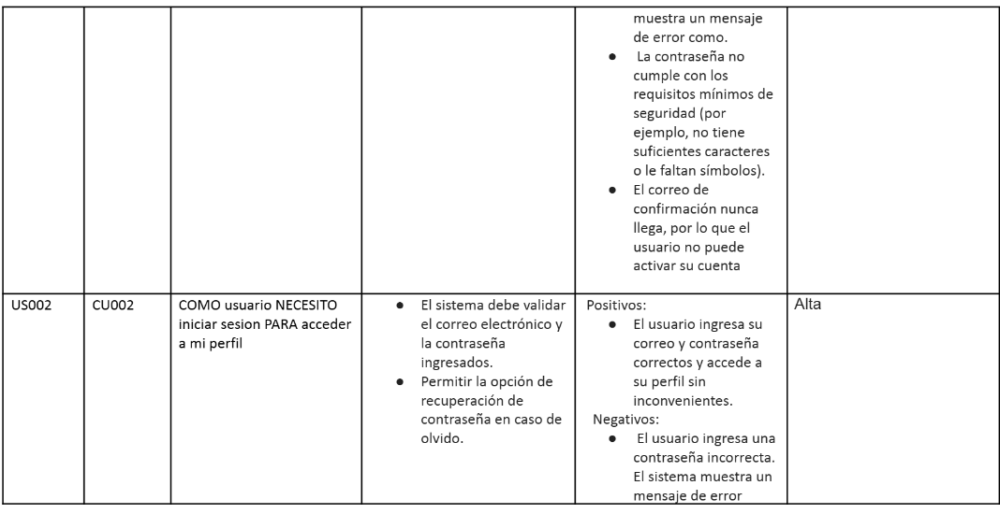 muestra un mensaje
de error como.
● La contraseña no
cumple con los
requisitos mínimos de
seguridad (por
ejemplo, no tiene
suficientes caracteres
o le faltan símbolos).
● El correo de
confirmación nunca
llega, por lo que el
usuario no puede
activar su cuenta
US002
CU002
COMO usuario NECESITO
iniciar sesion PARA acceder
a mi perfil
● El sistema debe validar
el correo electrónico y
la contraseña
ingresados.
● Permitir la opción de
recuperación de
contraseña en caso de
olvido.
Positivos:
● El usuario ingresa su
correo y contraseña
correctos y accede a
su perfil sin
inconvenientes.
Negativos:
● El usuario ingresa una
contraseña incorrecta.
El sistema muestra un
mensaje de error
Alta